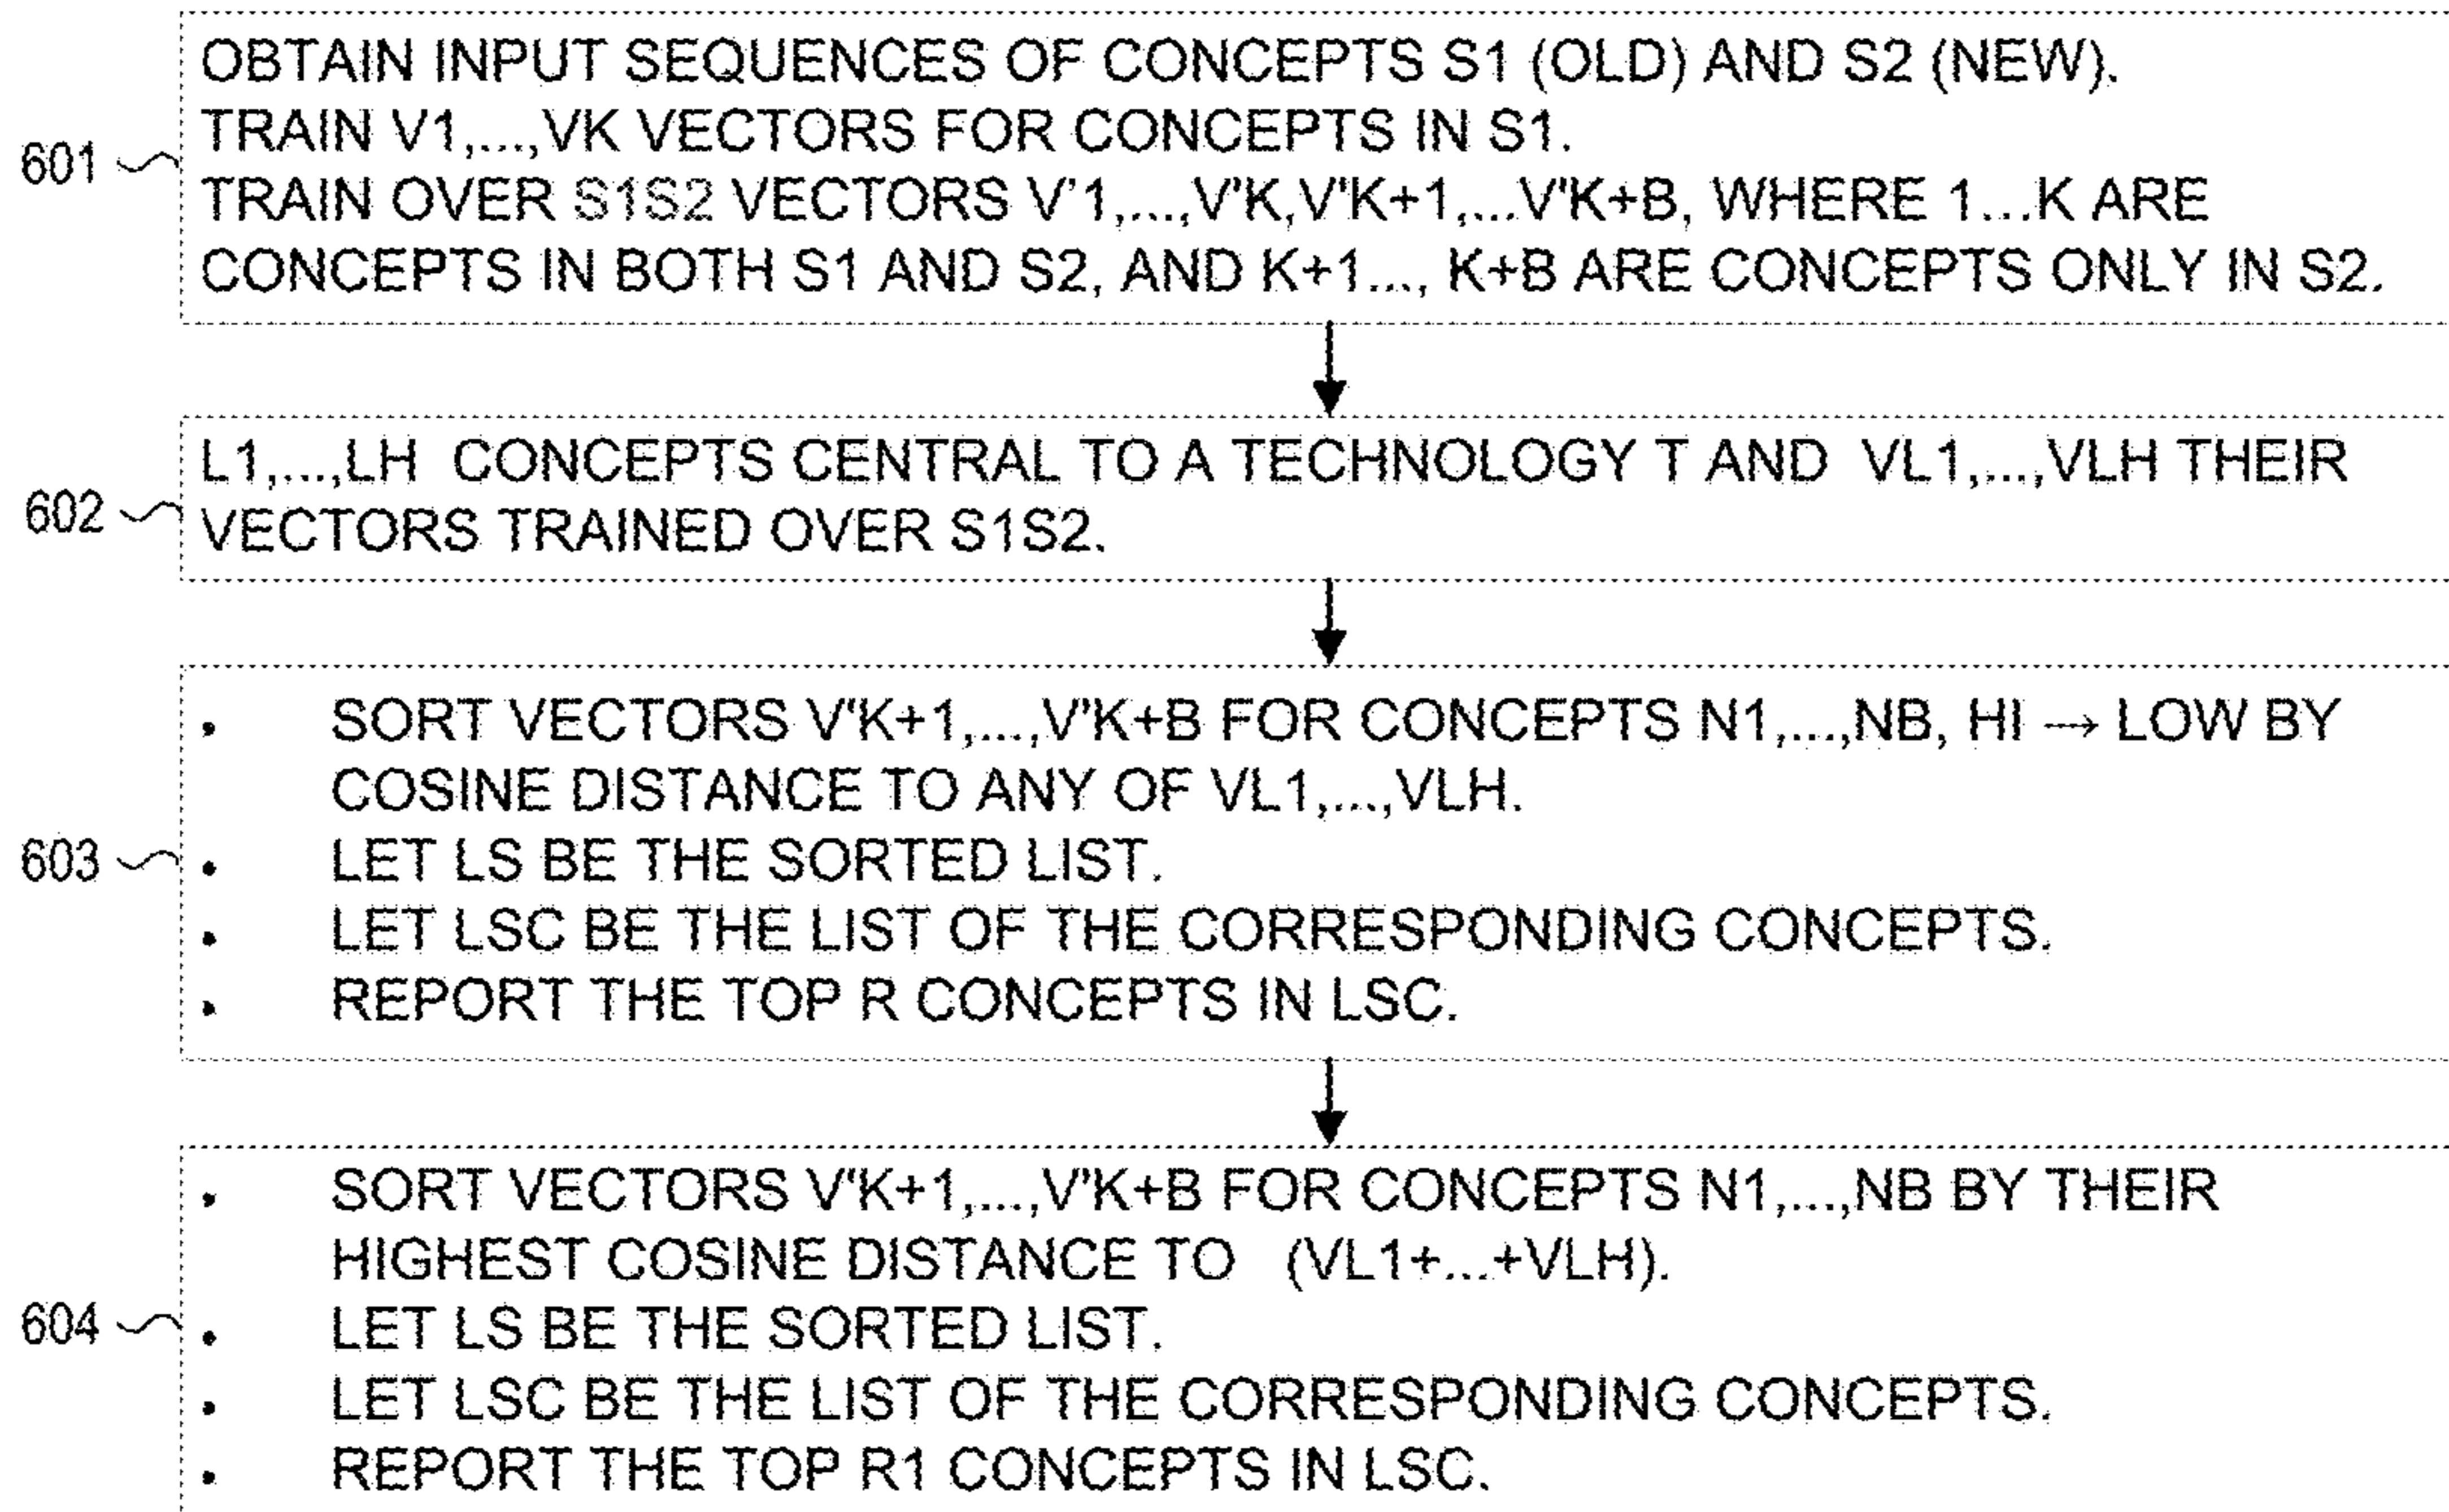 OBTAIN INPUT SEQUENCES OF CONCEPTS S1 (OLD) AND S2 (NEW).
TRAIN V1,...,VK VECTORS FOR CONCEPTS IN S1.
601
TRAIN OVER S1S2 VECTORS V'1,...,V'K,V'K+1,...V'K+B, WHERE 1...K ARE
CONCEPTS IN BOTH S1 AND S2, AND K+1..., K+B ARE CONCEPTS ONLY IN S2.
L1,...,LH CONCEPTS CENTRAL TO A TECHNOLOGY T AND VL1,...,VLH THEIR
602
VECTORS TRAINED OVER S1S2.
• SORT VECTORS V'K+1,...,V'K+B FOR CONCEPTS N1,...,NB, HI → LOW BY
COSINE DISTANCE TO ANY OF VL1,...,VLH.
603
• LET LS BE THE SORTED LIST.
• LET LSC BE THE LIST OF THE CORRESPONDING CONCEPTS.
• REPORT THE TOP R CONCEPTS IN LSC.
• SORT VECTORS V'K+1,...,V'K+B FOR CONCEPTS N1,...,NB BY THEIR
HIGHEST COSINE DISTANCE TO (VL1+...+VLH).
604
• LET LS BE THE SORTED LIST.
• LET LSC BE THE LIST OF THE CORRESPONDING CONCEPTS.
• REPORT THE TOP R1 CONCEPTS IN LSC.